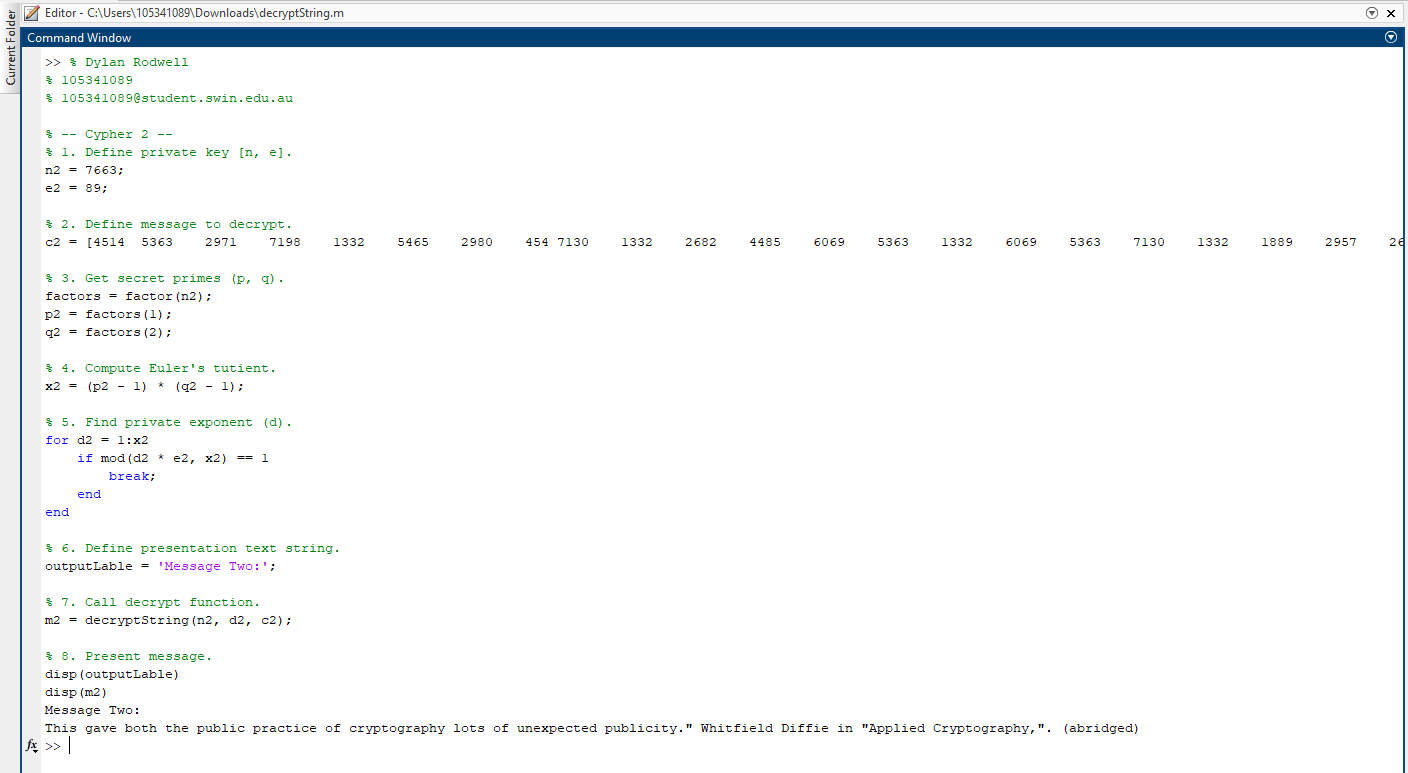 Editor - C:\Users\105341089\Downloads\decryptString.m
Current Folder
Command Window
>> % Dylan Rodwell
% 105341089
% 105341089@student.swin.edu.au
% -- Cypher 2 --
% 1. Define private key [n, e].
n2 = 7663;
e2 = 89;
% 2. Define message to decrypt.
c2 = [4514 5363 2971 7198 1332 5465 2980 454 7130 1332 2682 4485 6069 5363 1332 6069 5363 7130 1332 1889 2957 26
% 3. Get secret primes (p, q).
factors = factor(n2);
p2 = factors(1);
q2 = factors(2);
% 4. Compute Euler's tutient.
x2 = (p2 - 1) * (q2 - 1);
% 5. Find private exponent (d).
for d2 = 1:x2
    if mod(d2 * e2, x2) == 1
        break;
    end
end
% 6. Define presentation text string.
outputLable = 'Message Two:';
% 7. Call decrypt function.
m2 = decryptString(n2, d2, c2);
% 8. Present message.
disp(outputLable)
disp(m2)
Message Two:
This gave both the public practice of cryptography lots of unexpected publicity." Whitfield Diffie in "Applied Cryptography,". (abridged)
fx >>